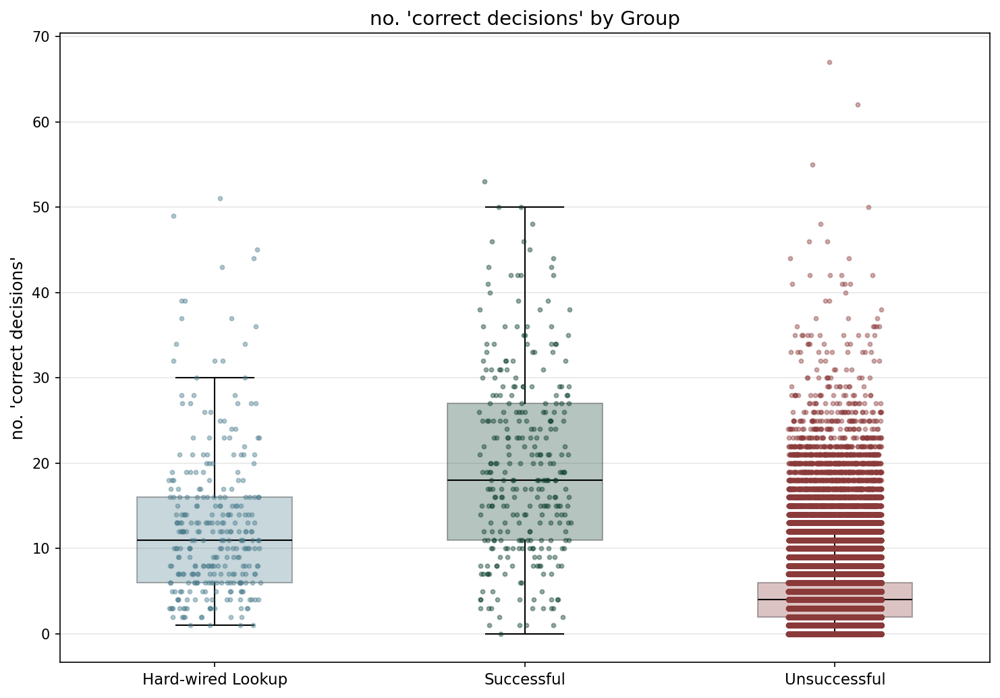 no. 'correct decisions' by Group
no. 'correct decisions'
70
60
50
40
30
20
10
0
Hard-wired Lookup
Successful
Unsuccessful